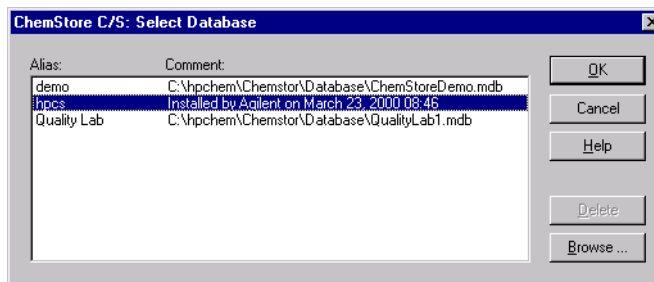 ChemStore C/S: Select Database
Alias: Comment:
demo C:\hpchem\Chemstor\Database\ChemStoreDemo.mdb
hpcs Installed by Agilent on March 23, 2000 08:46
Quality Lab C:\hpchem\Chemstor\Database\QualityLab1.mdb
OK
Cancel
Help
Delete
Browse ...